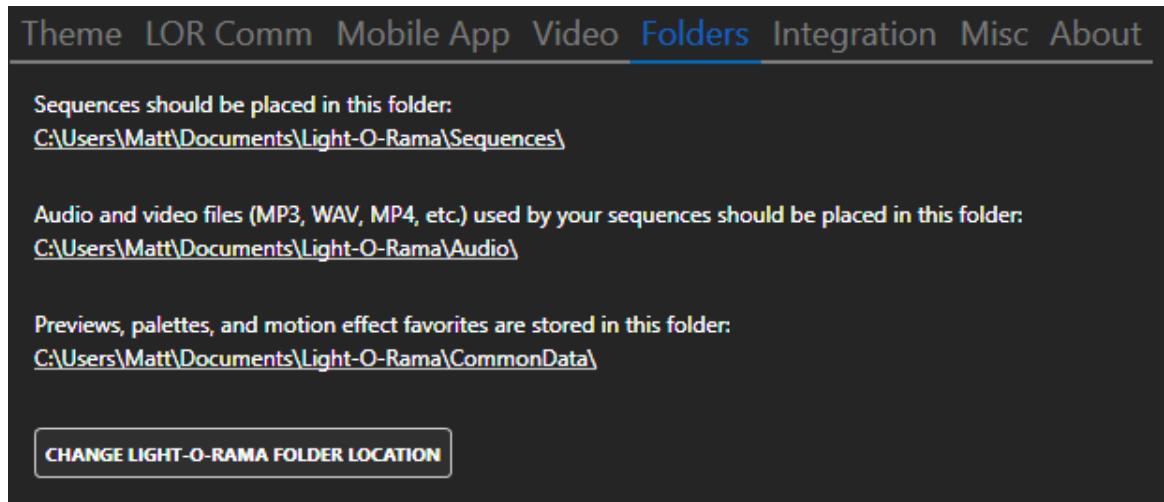 Theme LOR Comm Mobile App Video Folders Integration Misc About
Sequences should be placed in this folder:
C:\Users\Matt\Documents\Light-O-Rama\Sequences\
Audio and video files (MP3, WAV, MP4, etc.) used by your sequences should be placed in this folder:
C:\Users\Matt\Documents\Light-O-Rama\Audio\
Previews, palettes, and motion effect favorites are stored in this folder:
C:\Users\Matt\Documents\Light-O-Rama\CommonData\
CHANGE LIGHT-O-RAMA FOLDER LOCATION